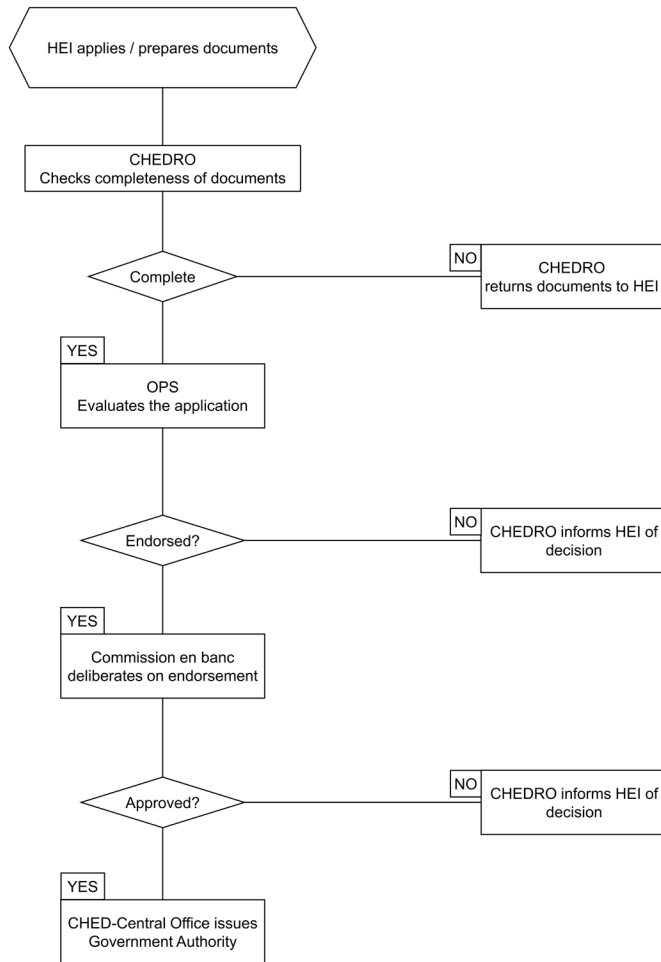 HEI applies / prepares documents
CHEDRO
Checks completeness of documents
Complete
NO
CHEDRO
returns documents to HEI
YES
OPS
Evaluates the application
Endorsed?
NO
CHEDRO informs HEI of
decision
YES
Commission en banc
deliberates on endorsement
Approved?
NO
CHEDRO informs HEI of
decision
YES
CHED-Central Office issues
Government Authority